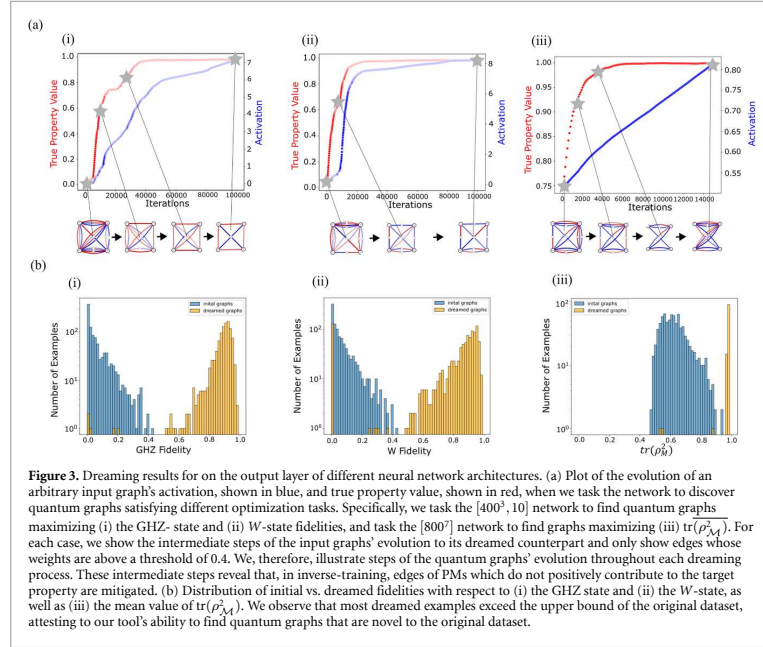 (a)
(i)
(ii)
(iii)
True Property Value
1.0
0.8
0.6
0.4
0.2
0.0
7
6
5
4
3
2
1
0
Activation
0 20000 40000 60000 80000 100000
Iterations
True Property Value
1.0
0.8
0.6
0.4
0.2
0.0
8
6
4
2
0
Activation
0 20000 40000 60000 80000 100000
Iterations
True Property Value
1.00
0.95
0.90
0.85
0.80
0.75
0.80
0.70
0.65
0.60
0.55
Activation
0 2000 4000 6000 8000 10000 12000 14000
Iterations
(b)
(i)
(ii)
(iii)
Number of Examples
10²
10¹
10⁰
inital graphs
dreamed graphs
0.0 0.2 0.4 0.6 0.8 1.0
GHZ Fidelity
Number of Examples
10²
10¹
10⁰
inital graphs
dreamed graphs
0.0 0.2 0.4 0.6 0.8 1.0
W Fidelity
Number of Examples
10²
10¹
10⁰
inital graphs
dreamed graphs
0.0 0.2 0.4 0.6 0.8 1.0
tr(ρ²_M)
Figure 3. Dreaming results for on the output layer of different neural network architectures. (a) Plot of the evolution of an
arbitrary input graph's activation, shown in blue, and true property value, shown in red, when we task the network to discover
quantum graphs satisfying different optimization tasks. Specifically, we task the [400³, 10] network to find quantum graphs
maximizing (i) the GHZ- state and (ii) W-state fidelities, and task the [800⁷] network to find graphs maximizing (iii) tr(ρ²_M). For
each case, we show the intermediate steps of the input graphs' evolution to its dreamed counterpart and only show edges whose
weights are above a threshold of 0.4. We, therefore, illustrate steps of the quantum graphs' evolution throughout each dreaming
process. These intermediate steps reveal that, in inverse-training, edges of PMs which do not positively contribute to the target
property are mitigated. (b) Distribution of initial vs. dreamed fidelities with respect to (i) the GHZ state and (ii) the W-state, as
well as (iii) the mean value of tr(ρ²_M). We observe that most dreamed examples exceed the upper bound of the original dataset,
attesting to our tool's ability to find quantum graphs that are novel to the original dataset.